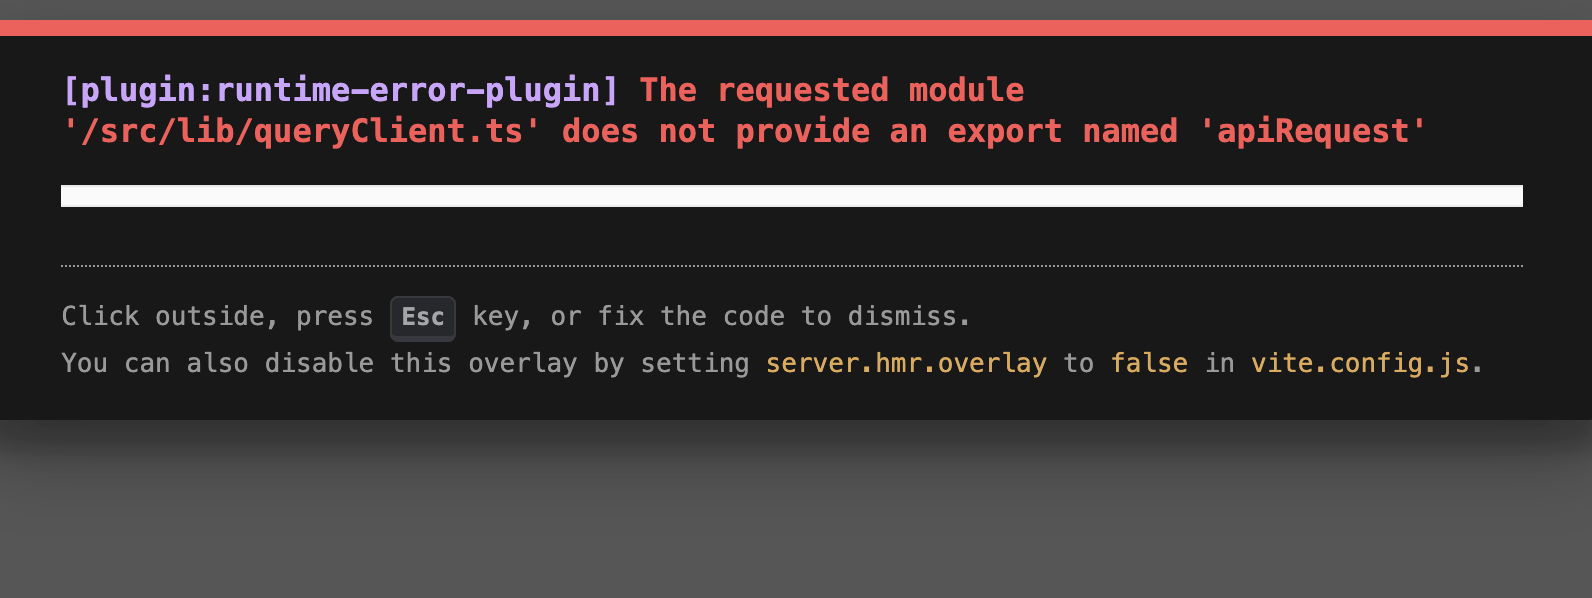 [plugin:runtime-error-plugin] The requested module
'/src/lib/queryClient.ts' does not provide an export named 'apiRequest'
Click outside, press Esc key, or fix the code to dismiss.
You can also disable this overlay by setting server.hmr.overlay to false in vite.config.js.